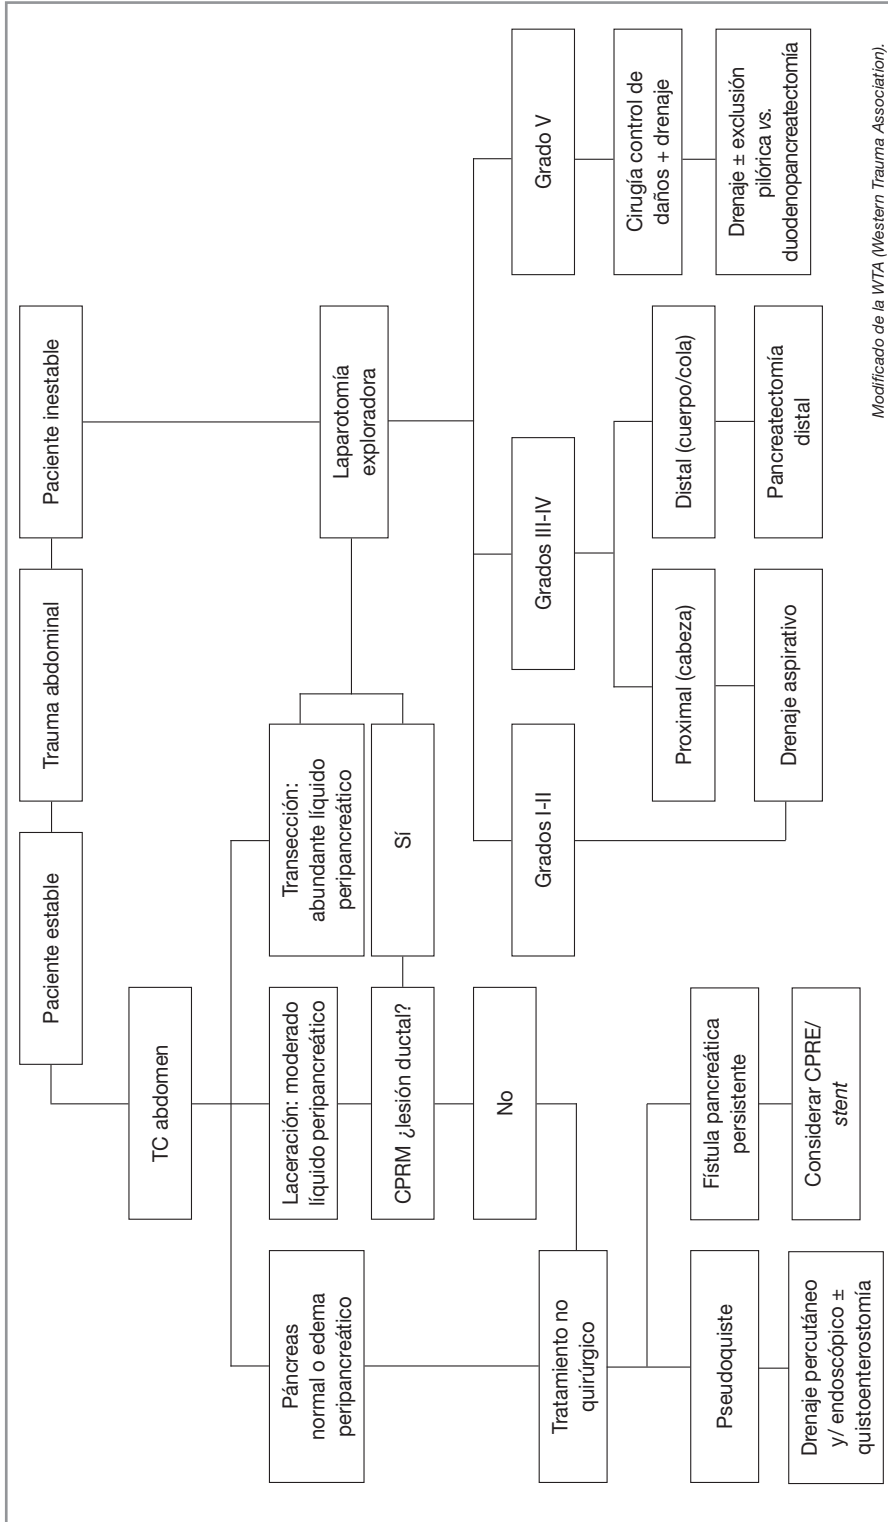 Paciente estable
Trauma abdominal
Paciente inestable
TC abdomen
Páncreas
normal o edema
peripancreático
Laceración: moderado
líquido peripancreático
Transección:
abundante líquido
peripancreático
Laparotomía
exploradora
CPRM ¿lesión ductal?
Sí
No
Tratamiento no
quirúrgico
Grados I-II
Grados III-IV
Grado V
Pseudoquiste
Fístula pancreática
persistente
Proximal (cabeza)
Distal (cuerpo/cola)
Cirugía control de
daños + drenaje
Drenaje percutáneo
y/ endoscópico ±
quistoenterostomía
Considerar CPRE/
stent
Drenaje aspirativo
Pancreatectomía
distal
Drenaje ± exclusión
pilórica vs.
duodenopancreatectomía
Modificado de la WTA (Western Trauma Association).